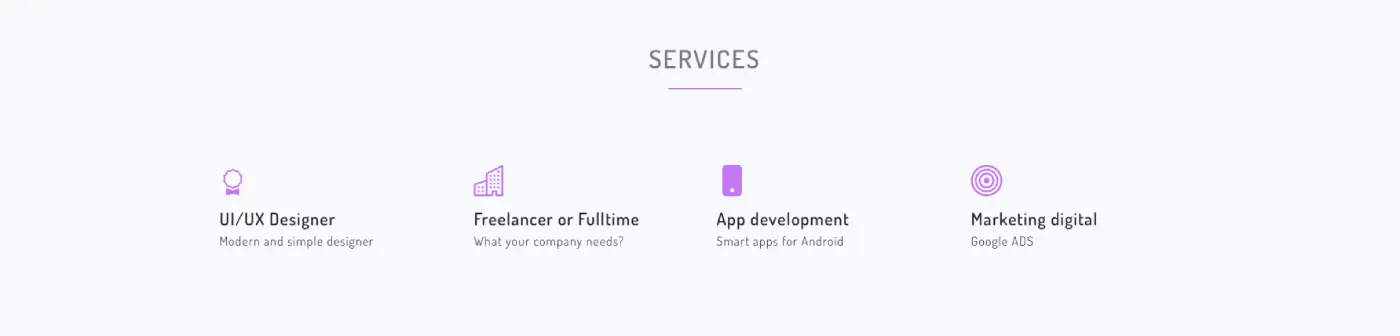 SERVICES
UI/UX Designer
Modern and simple designer
Freelancer or Fulltime
What your company needs?
App development
Smart apps for Android
Marketing digital
Google ADS